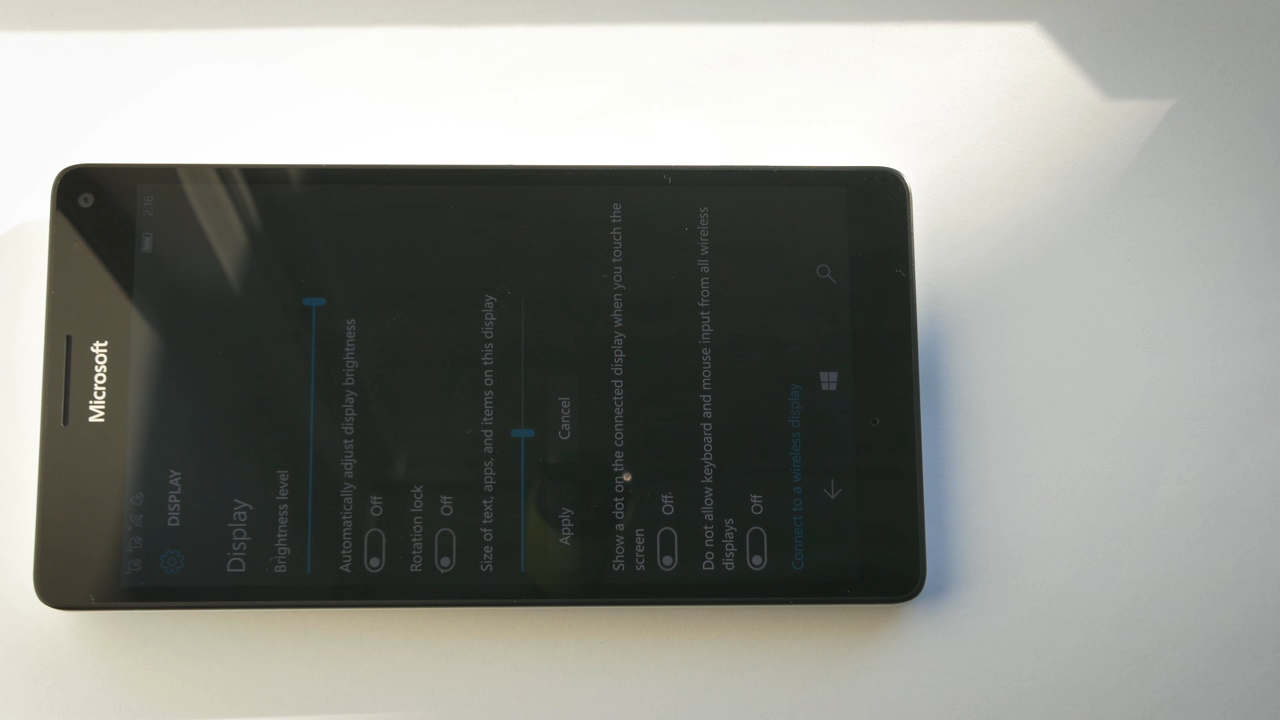 Microsoft
2:16
DISPLAY
Display
Brightness level
Automatically adjust display brightness
Off
Rotation lock
Off
Size of text, apps, and items on this display
Apply Cancel
Show a dot on the connected display when you touch the
screen
Off
Do not allow keyboard and mouse input from all wireless
displays
Off
Connect to a wireless display